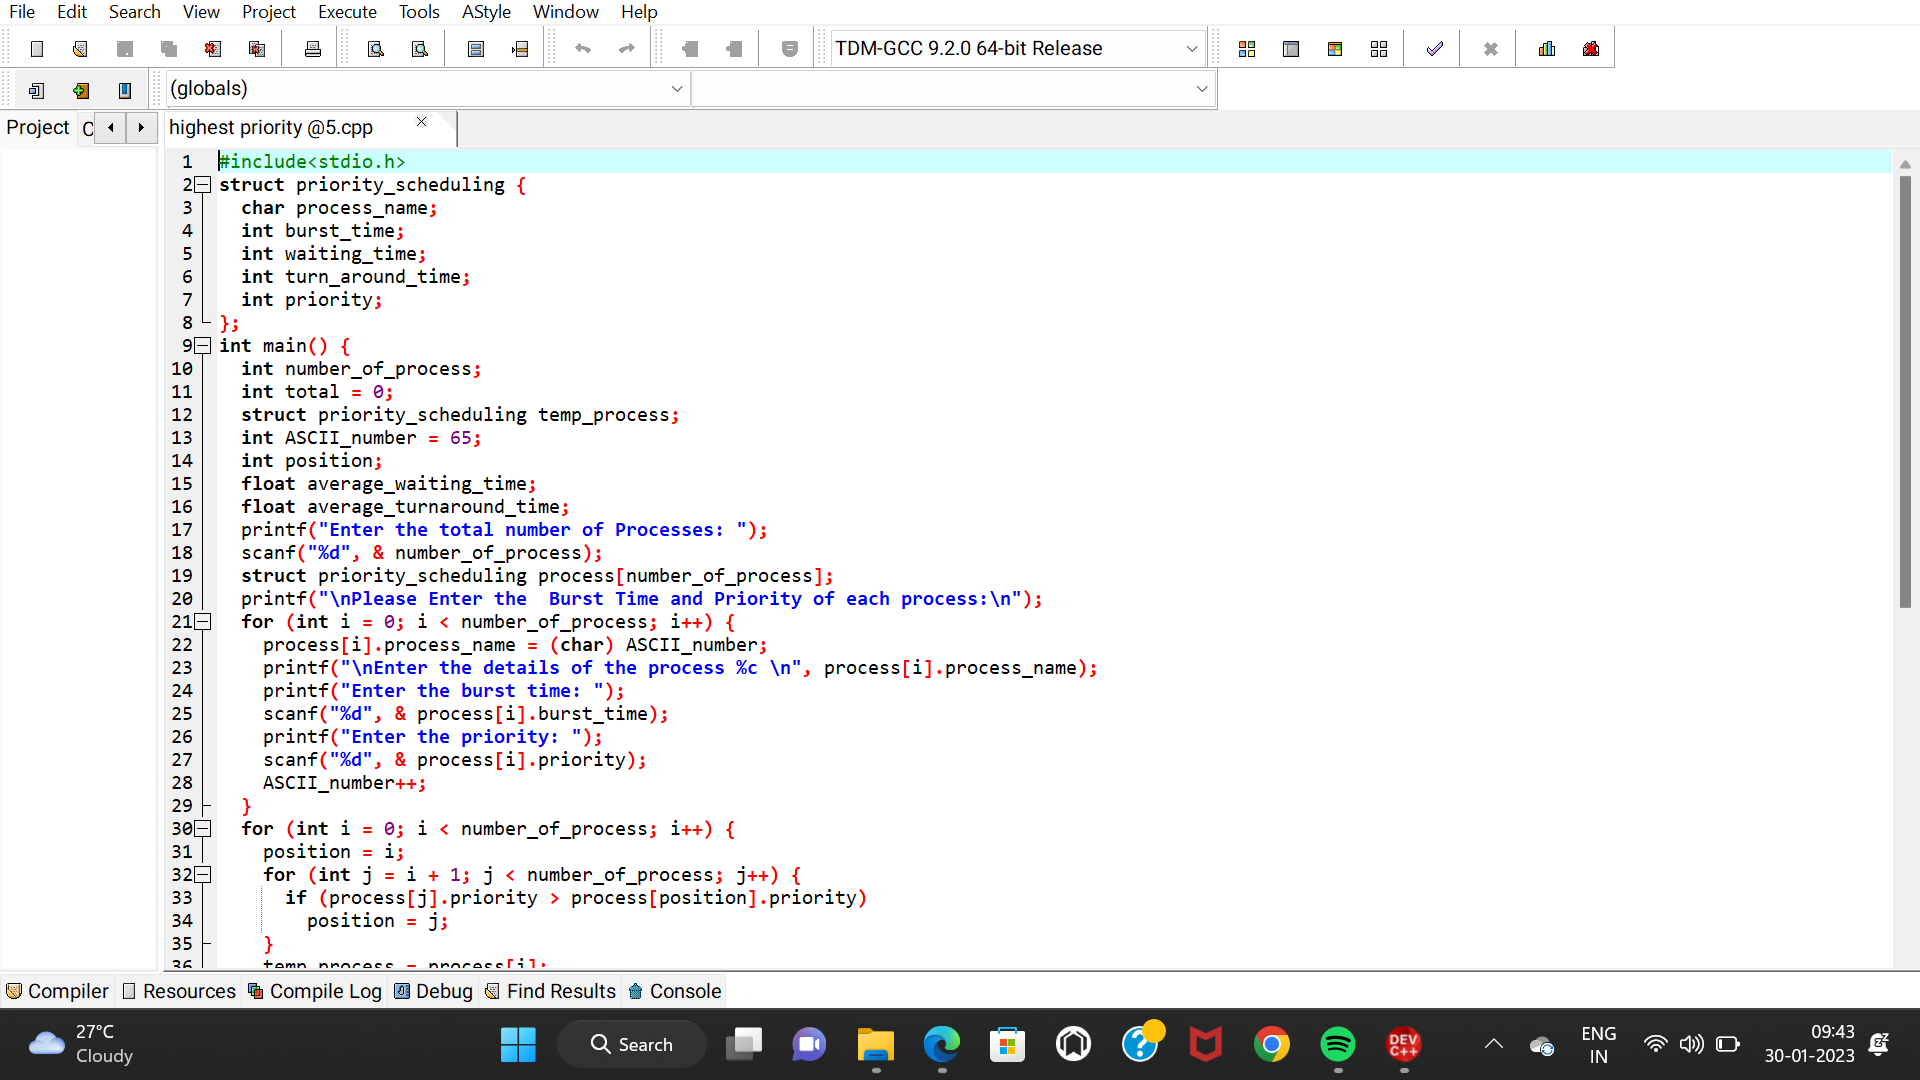 File Edit Search View Project Execute Tools AStyle Window Help
TDM-GCC 9.2.0 64-bit Release
(globals)
Project C
highest priority @5.cpp
1 #include<stdio.h>
2 struct priority_scheduling {
3 char process_name;
4 int burst_time;
5 int waiting_time;
6 int turn_around_time;
7 int priority;
8 };
9 int main() {
10 int number_of_process;
11 int total = 0;
12 struct priority_scheduling temp_process;
13 int ASCII_number = 65;
14 int position;
15 float average_waiting_time;
16 float average_turnaround_time;
17 printf("Enter the total number of Processes: ");
18 scanf("%d", & number_of_process);
19 struct priority_scheduling process[number_of_process];
20 printf("\nPlease Enter the  Burst Time and Priority of each process:\n");
21 for (int i = 0; i < number_of_process; i++) {
22 process[i].process_name = (char) ASCII_number;
23 printf("\nEnter the details of the process %c \n", process[i].process_name);
24 printf("Enter the burst time: ");
25 scanf("%d", & process[i].burst_time);
26 printf("Enter the priority: ");
27 scanf("%d", & process[i].priority);
28 ASCII_number++;
29 }
30 for (int i = 0; i < number_of_process; i++) {
31 position = i;
32 for (int j = i + 1; j < number_of_process; j++) {
33 if (process[j].priority > process[position].priority)
34 position = j;
35 }
36 temp_process = process[i];
Compiler Resources Compile Log Debug Find Results Console
27°C
Cloudy
Search
DEV
C++
ENG
IN
09:43
30-01-2023